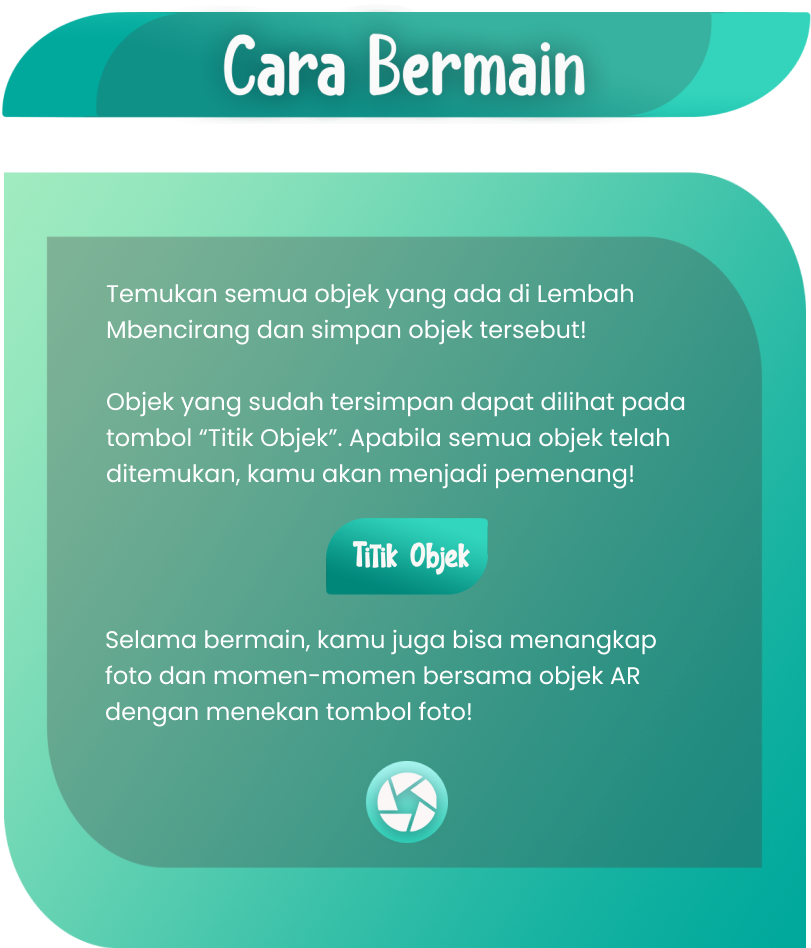 Cara Bermain
Temukan semua objek yang ada di Lembah
Mbencirang dan simpan objek tersebut!
Objek yang sudah tersimpan dapat dilihat pada
tombol “Titik Objek”. Apabila semua objek telah
ditemukan, kamu akan menjadi pemenang!
Titik Objek
Selama bermain, kamu juga bisa menangkap
foto dan momen-momen bersama objek AR
dengan menekan tombol foto!